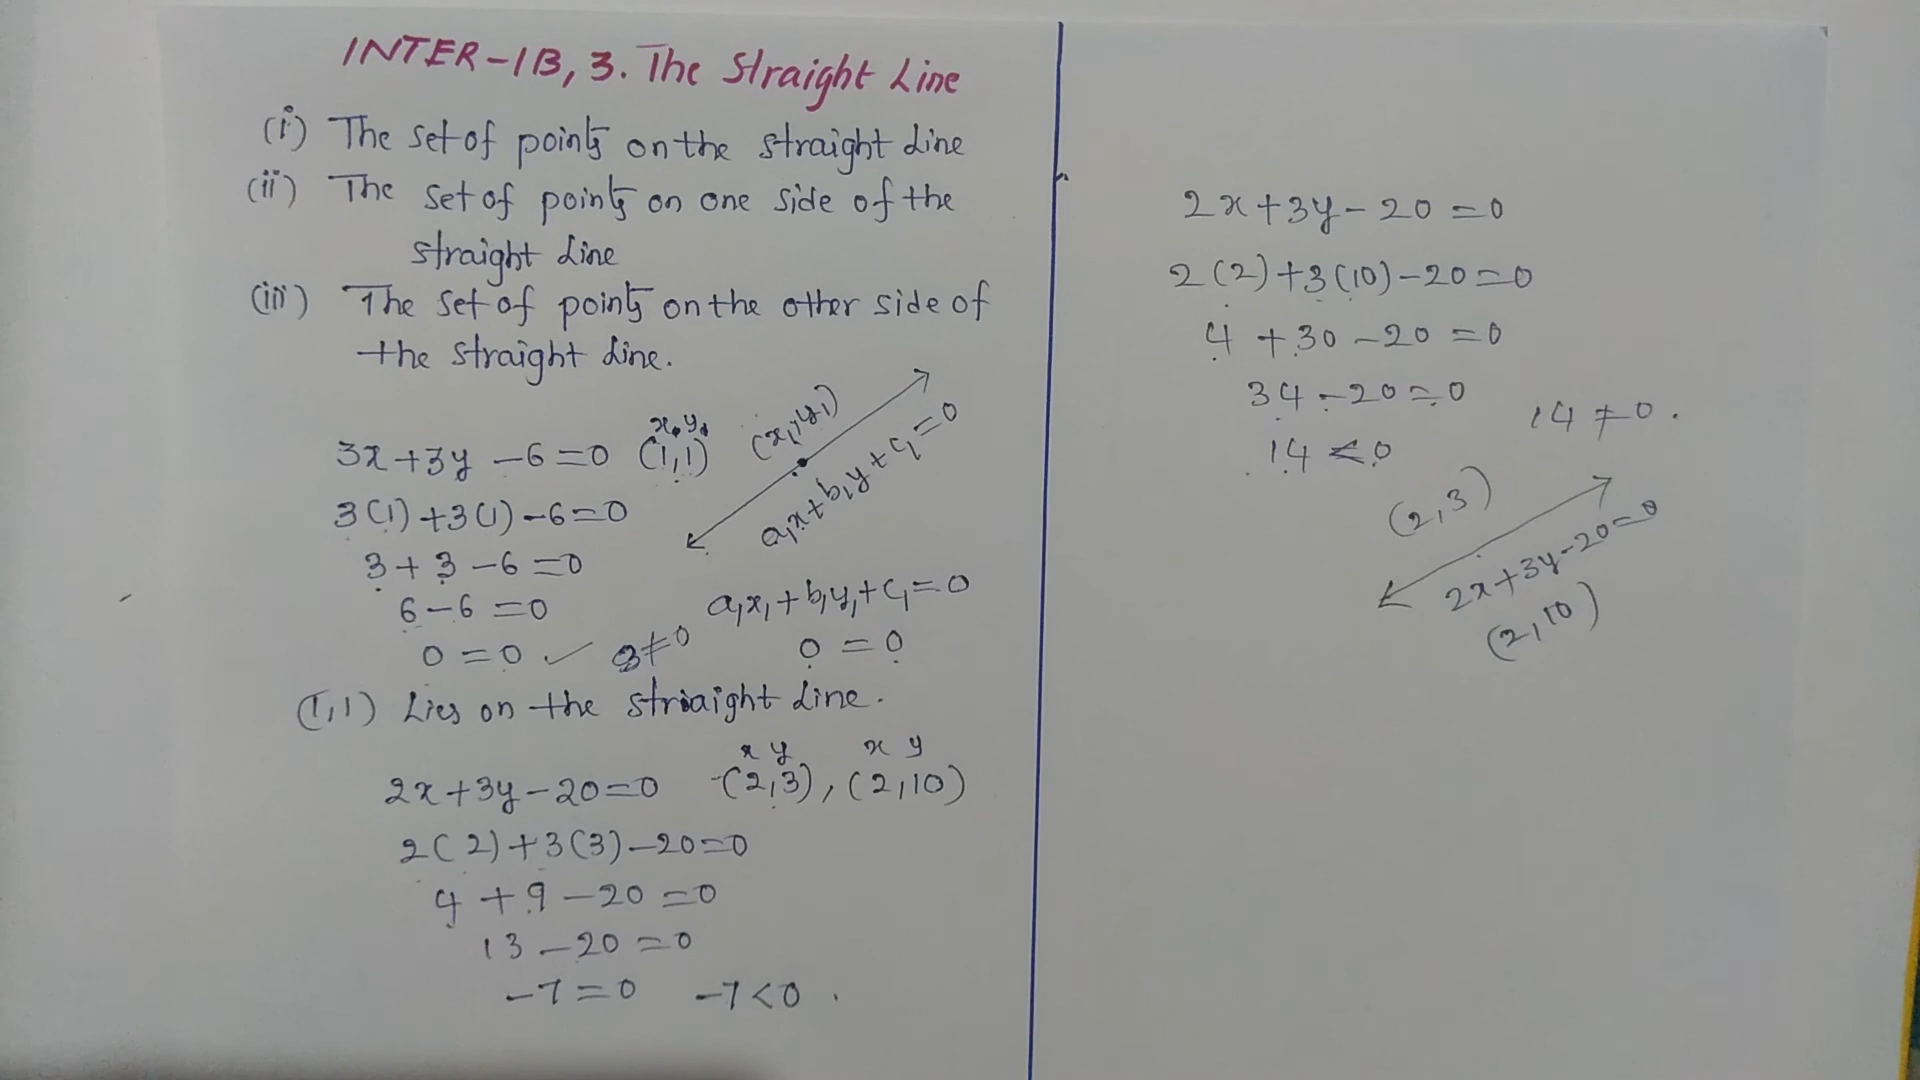 INTER-1B, 3. The Straight Line
(i) The set of points on the straight line
(ii) The set of points on one side of the
straight line
(iii) The set of points on the other side of
the straight line.
(x₁,y₁)
a₁x+b₁y+c₁=0
x₁ y₁
3x+3y-6=0 (1,1)
3(1)+3(1)-6=0
3+3-6=0
6-6=0
0=0 ✓ 3≠0
a₁x₁+b₁y₁+c₁=0
0=0
(1,1) Lies on the straight line.
x y x y
2x+3y-20=0 (2,3), (2,10)
2(2)+3(3)-20=0
4+9-20=0
13-20=0
-7=0 -7<0.
2x+3y-20=0
2(2)+3(10)-20=0
4+30-20=0
34-20=0
14≠0.
14<0
(2,3)
2x+3y-20=0
(2,10)